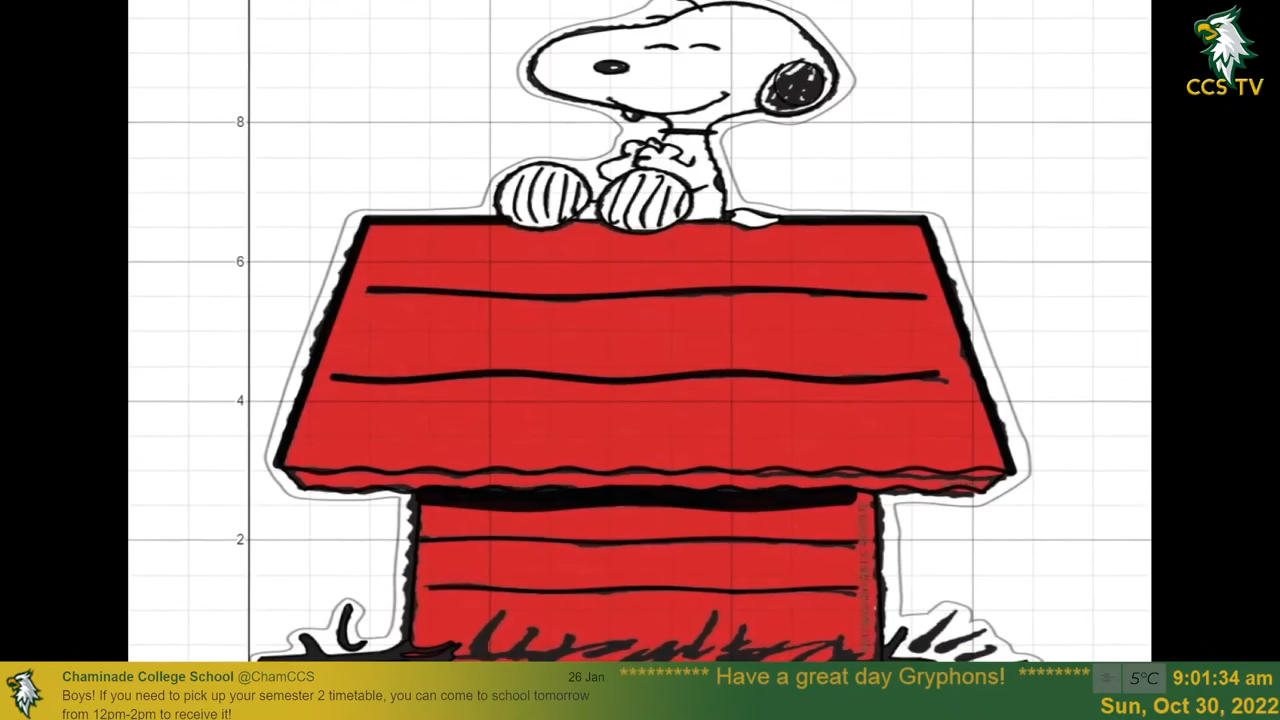 CCS TV
8
6
4
2
Chaminade College School @ChamCCS
26 Jan
Boys! If you need to pick up your semester 2 timetable, you can come to school tomorrow
from 12pm-2pm to receive it!
********** Have a great day Gryphons! ********
5°C
9:01:34 am
Sun, Oct 30, 2022